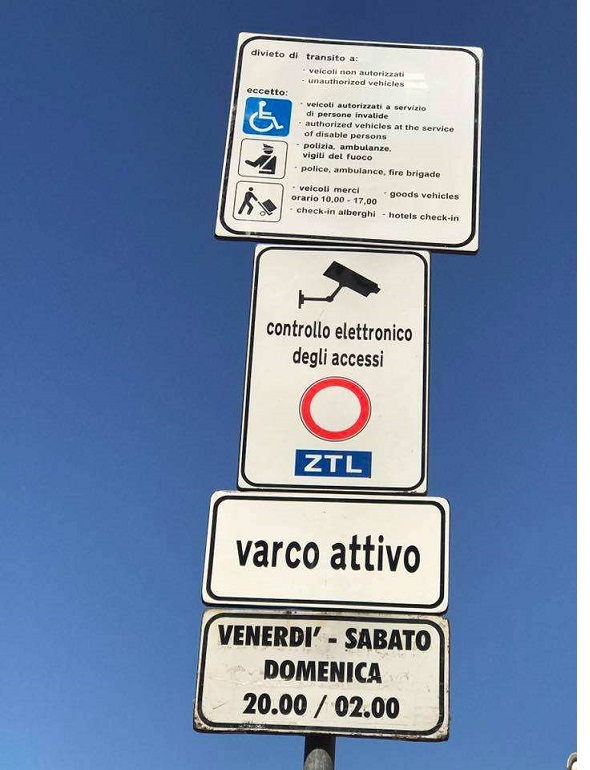 divieto di transito a:
· veicoli non autorizzati
· unauthorized vehicles
eccetto:
· veicoli autorizzati a servizio
di persone invalide
· authorized vehicles at the service
of disable persons
· polizia, ambulanze,
vigili del fuoco
· police, ambulance, fire brigade
· veicoli merci · goods vehicles
orario 10,00 - 17,00
· check-in alberghi · hotels check-in
controllo elettronico
degli accessi
ZTL
varco attivo
VENERDI' - SABATO
DOMENICA
20.00 / 02.00